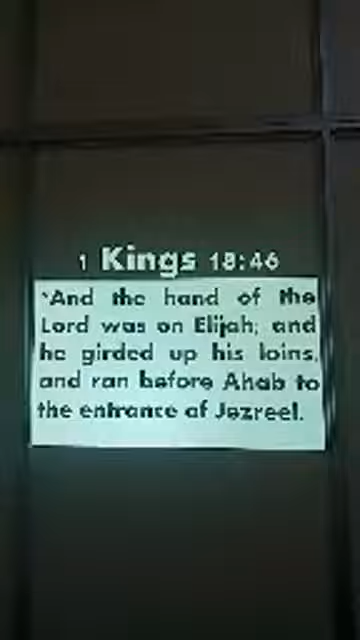 1 Kings 18:46
"And the hand of the
Lord was on Elijah; and
he girded up his loins,
and ran before Ahab to
the entrance of Jezreel.